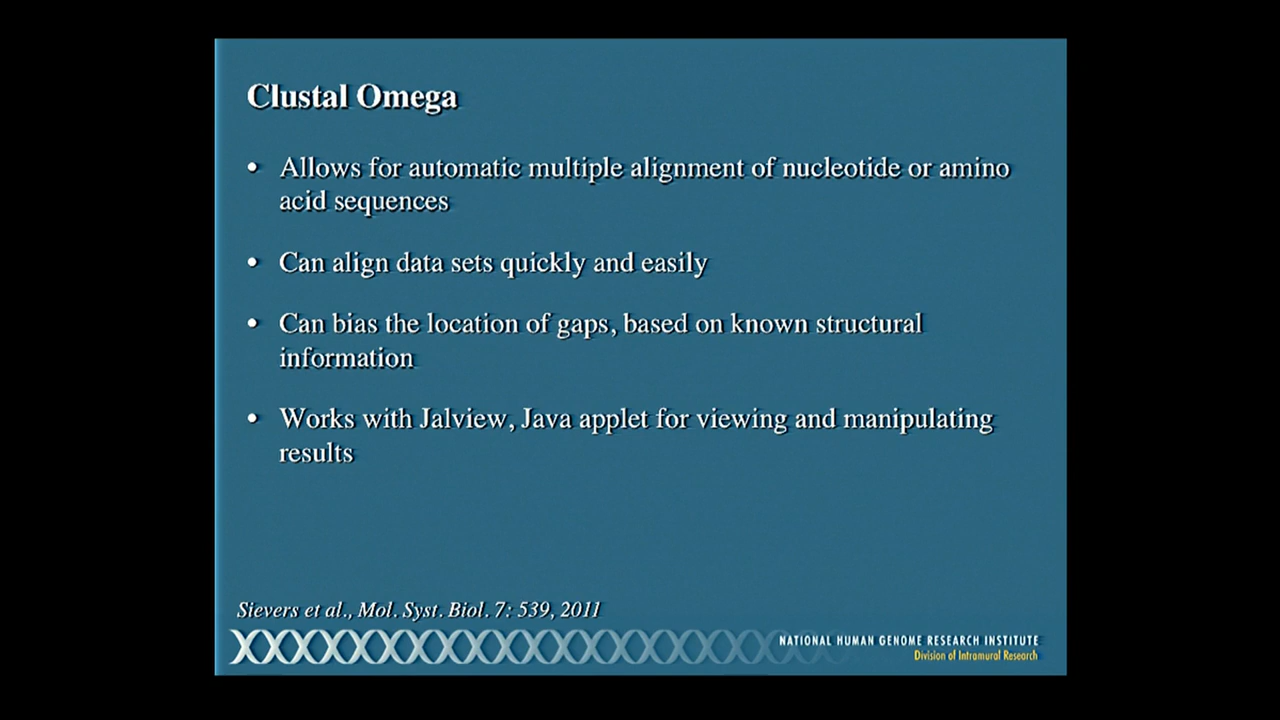 Clustal Omega
• Allows for automatic multiple alignment of nucleotide or amino
acid sequences
• Can align data sets quickly and easily
• Can bias the location of gaps, based on known structural
information
• Works with Jalview, Java applet for viewing and manipulating
results
Sievers et al., Mol. Syst. Biol. 7: 539, 2011
NATIONAL HUMAN GENOME RESEARCH INSTITUTE
Division of Intramural Research